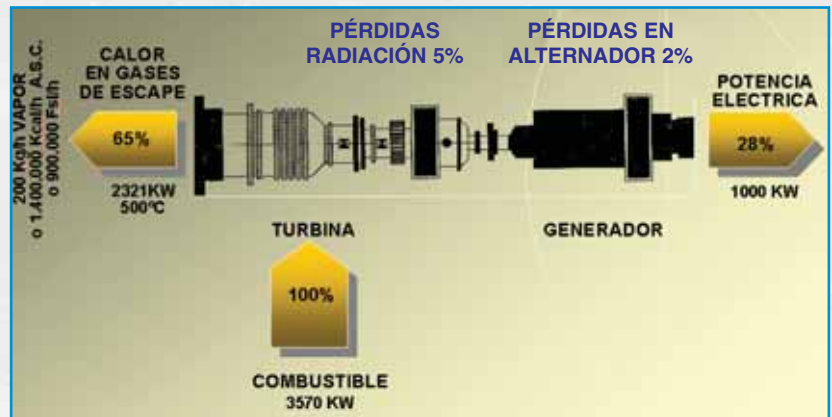 PÉRDIDAS
RADIACIÓN 5%
PÉRDIDAS EN
ALTERNADOR 2%
CALOR
EN GASES
DE ESCAPE
POTENCIA
ELECTRICA
200 Kg/h VAPOR
o 1.400.000 Kcal/h A.S.C.
o 900.000 Fsl/h
65%
28%
2321KW
500ºC
1000 KW
TURBINA
GENERADOR
100%
COMBUSTIBLE
3570 KW